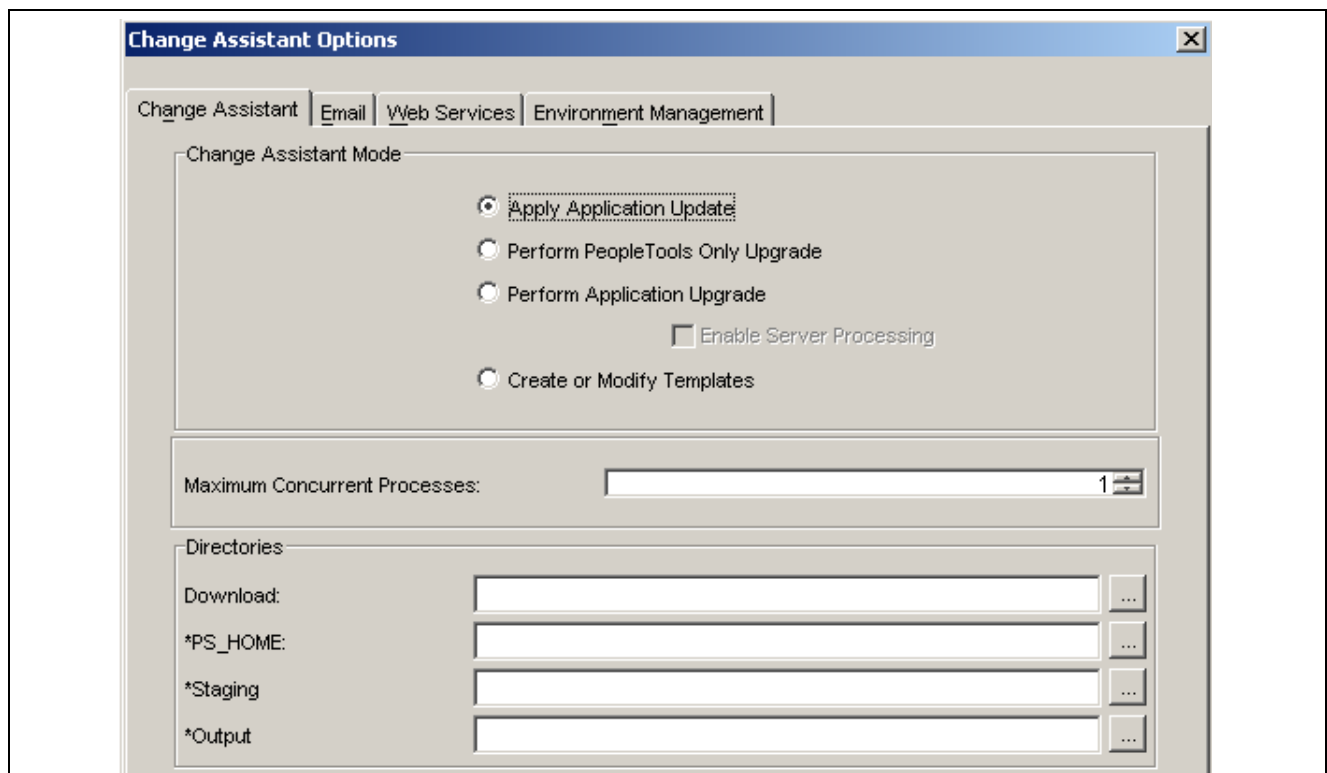 Change Assistant Options
Change Assistant
Email
Web Services
Environment Management
Change Assistant Mode
Apply Application Update
Perform PeopleTools Only Upgrade
Perform Application Upgrade
Enable Server Processing
Create or Modify Templates
Maximum Concurrent Processes: 1
Directories
Download: ...
*PS_HOME: ...
*Staging ...
*Output ...